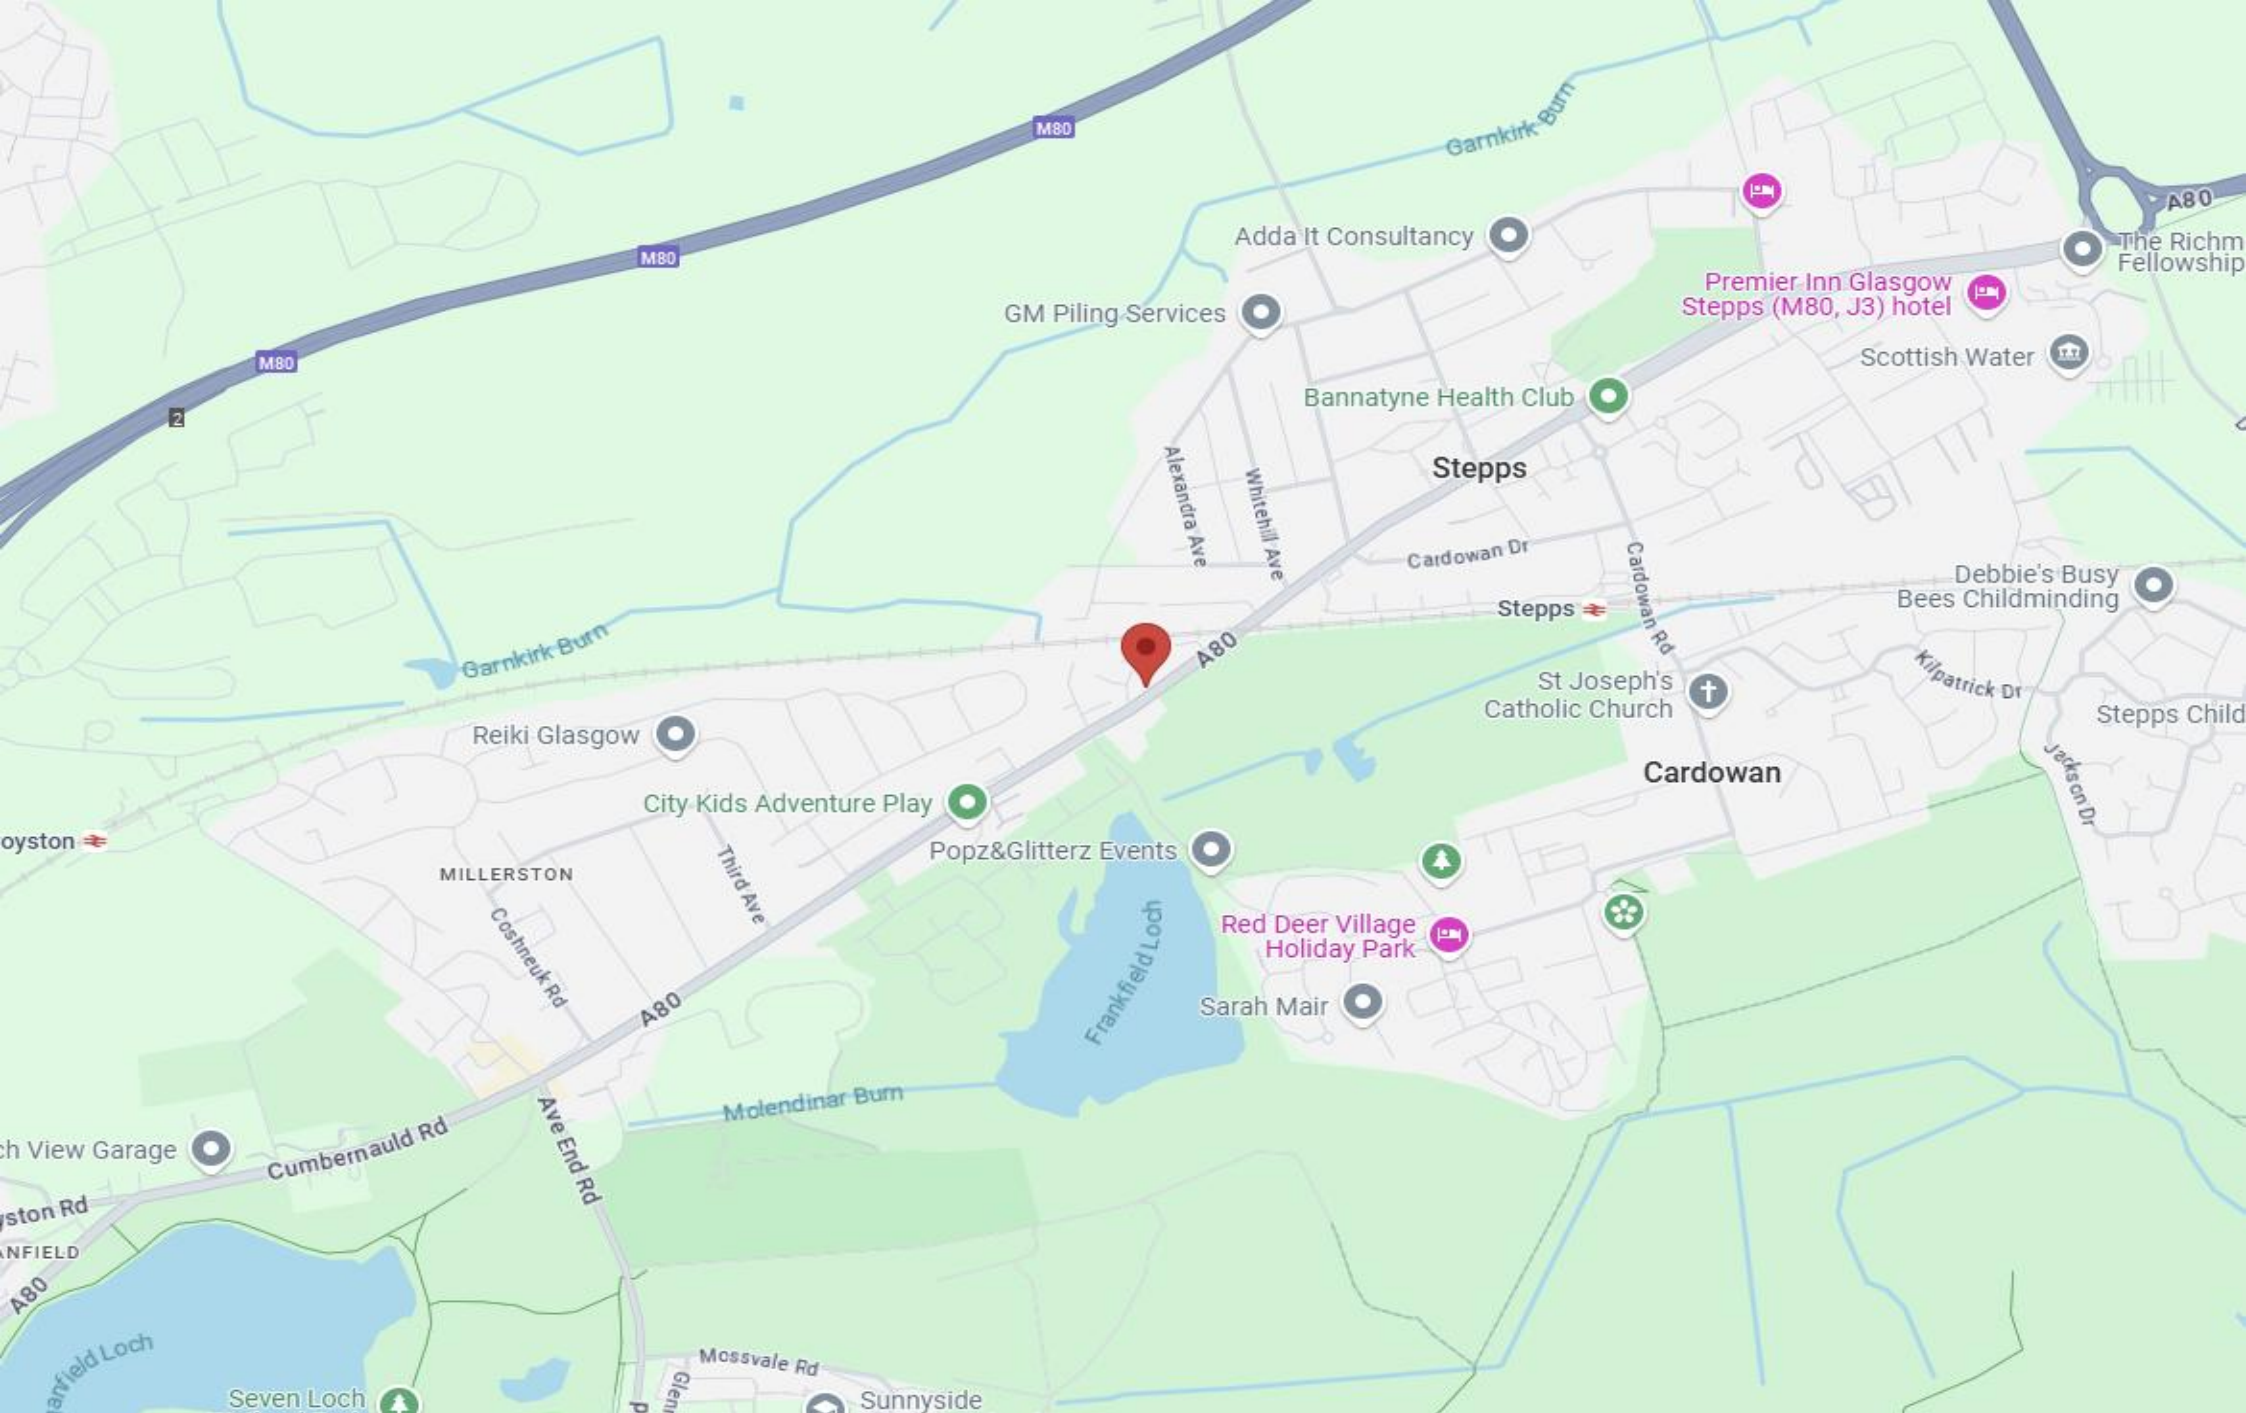 M80
Garnkirk Burn
M80
A80
Adda It Consultancy
The Richm
Fellowship
Premier Inn Glasgow
Stepps (M80, J3) hotel
GM Piling Services
Scottish Water
M80
2
Bannatyne Health Club
Stepps
Alexandra Ave
Whitehill Ave
Cardowan Dr
Cardowan Rd
Debbie's Busy
Bees Childminding
Stepps
Garnkirk Burn
A80
Kilpatrick Dr
St Joseph's
Catholic Church
Stepps Child
Reiki Glasgow
Cardowan
Jackson Dr
City Kids Adventure Play
oyston
Popz&Glitterz Events
MILLERSTON
Third Ave
Coshneuk Rd
Frankfield Loch
Red Deer Village
Holiday Park
A80
Sarah Mair
Molendinar Burn
ch View Garage
Cumbernauld Rd
Ave End Rd
yston Rd
ANFIELD
A80
anfield Loch
Mossvale Rd
Glen
Seven Loch
Sunnyside